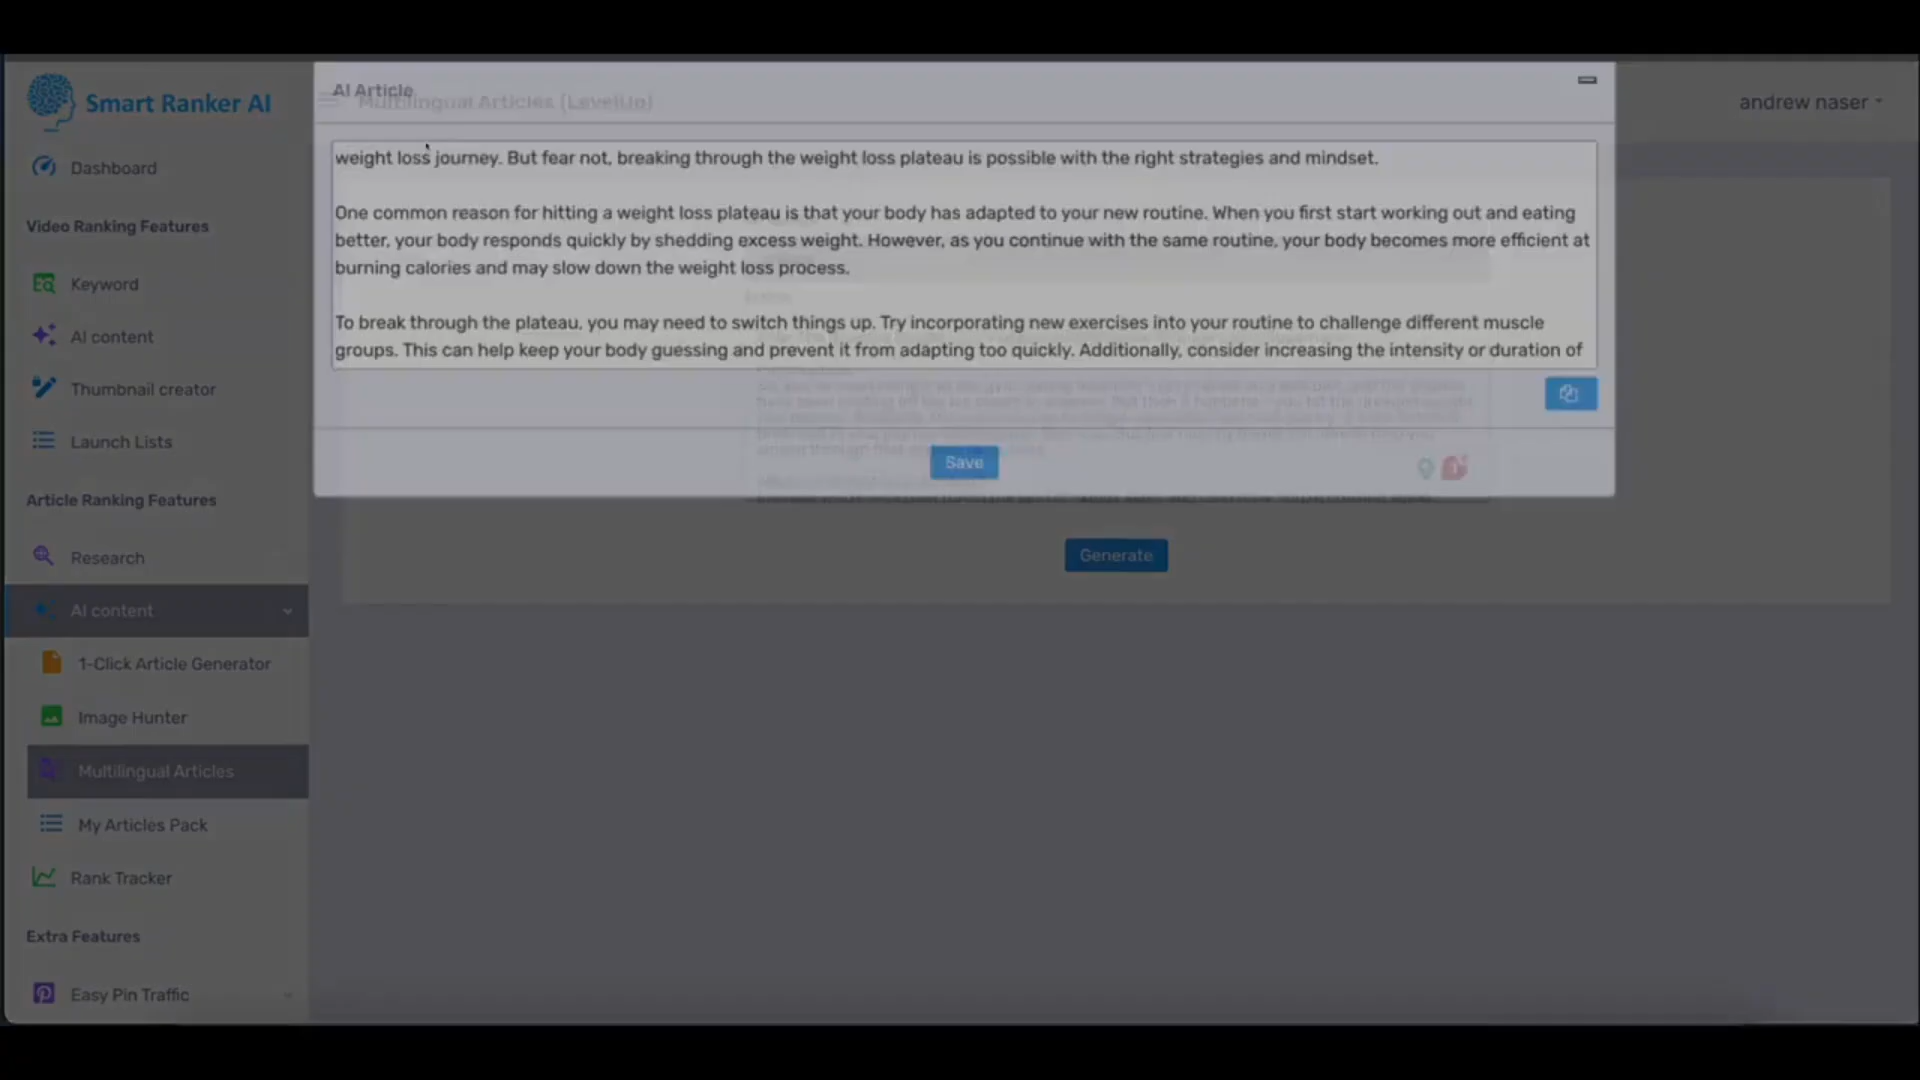 Smart Ranker AI
Dashboard
Video Ranking Features
Keyword
AI content
Thumbnail creator
Launch Lists
Article Ranking Features
Research
AI content
1-Click Article Generator
Image Hunter
Multilingual Articles
My Articles Pack
Rank Tracker
Extra Features
Easy Pin Traffic
AI Article
Multilingual Articles (LevelUp)
andrew naser
weight loss journey. But fear not, breaking through the weight loss plateau is possible with the right strategies and mindset.
One common reason for hitting a weight loss plateau is that your body has adapted to your new routine. When you first start working out and eating
better, your body responds quickly by shedding excess weight. However, as you continue with the same routine, your body becomes more efficient at
burning calories and may slow down the weight loss process.
To break through the plateau, you may need to switch things up. Try incorporating new exercises into your routine to challenge different muscle
groups. This can help keep your body guessing and prevent it from adapting too quickly. Additionally, consider increasing the intensity or duration of
Save
Generate